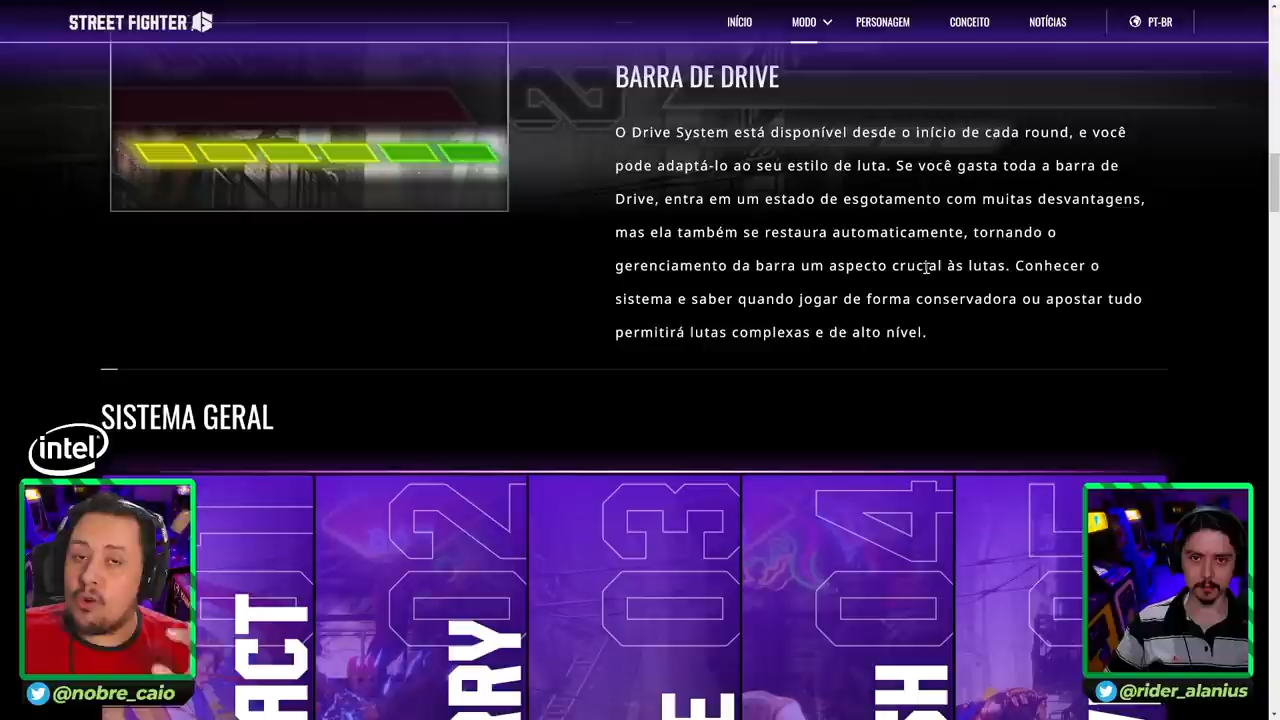 STREET FIGHTER 6
INÍCIO
MODO
PERSONAGEM
CONCEITO
NOTÍCIAS
PT-BR
BARRA DE DRIVE
O Drive System está disponível desde o início de cada round, e você
pode adaptá-lo ao seu estilo de luta. Se você gasta toda a barra de
Drive, entra em um estado de esgotamento com muitas desvantagens,
mas ela também se restaura automaticamente, tornando o
gerenciamento da barra um aspecto crucial às lutas. Conhecer o
sistema e saber quando jogar de forma conservadora ou apostar tudo
permitirá lutas complexas e de alto nível.
SISTEMA GERAL
intel
02
03
04
@nobre_caio
@rider_alanius